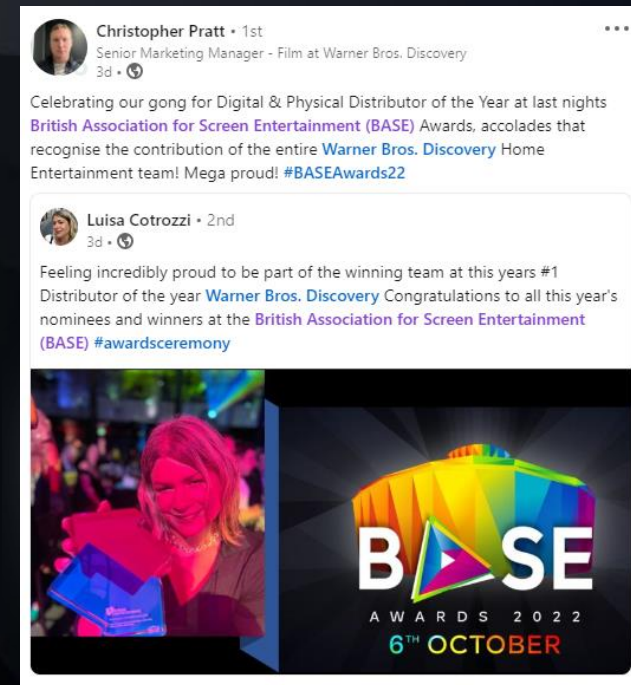 Christopher Pratt • 1st
Senior Marketing Manager - Film at Warner Bros. Discovery
3d •
Celebrating our gong for Digital & Physical Distributor of the Year at last nights
British Association for Screen Entertainment (BASE) Awards, accolades that
recognise the contribution of the entire Warner Bros. Discovery Home
Entertainment team! Mega proud! #BASEAwards22
Luisa Cotrozzi • 2nd
3d •
Feeling incredibly proud to be part of the winning team at this years #1
Distributor of the year Warner Bros. Discovery Congratulations to all this year's
nominees and winners at the British Association for Screen Entertainment
(BASE) #awardsceremony
BASE
AWARDS 2022
6TH OCTOBER